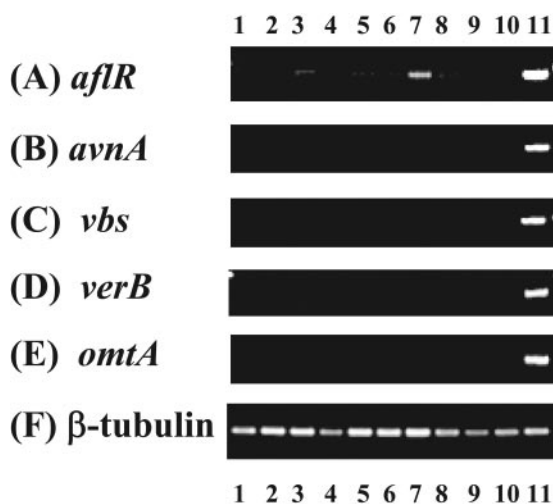 1 2 3 4 5 6 7 8 9 10 11
(A) aflR
(B) avnA
(C) vbs
(D) verB
(E) omtA
(F) β-tubulin
1 2 3 4 5 6 7 8 9 10 11